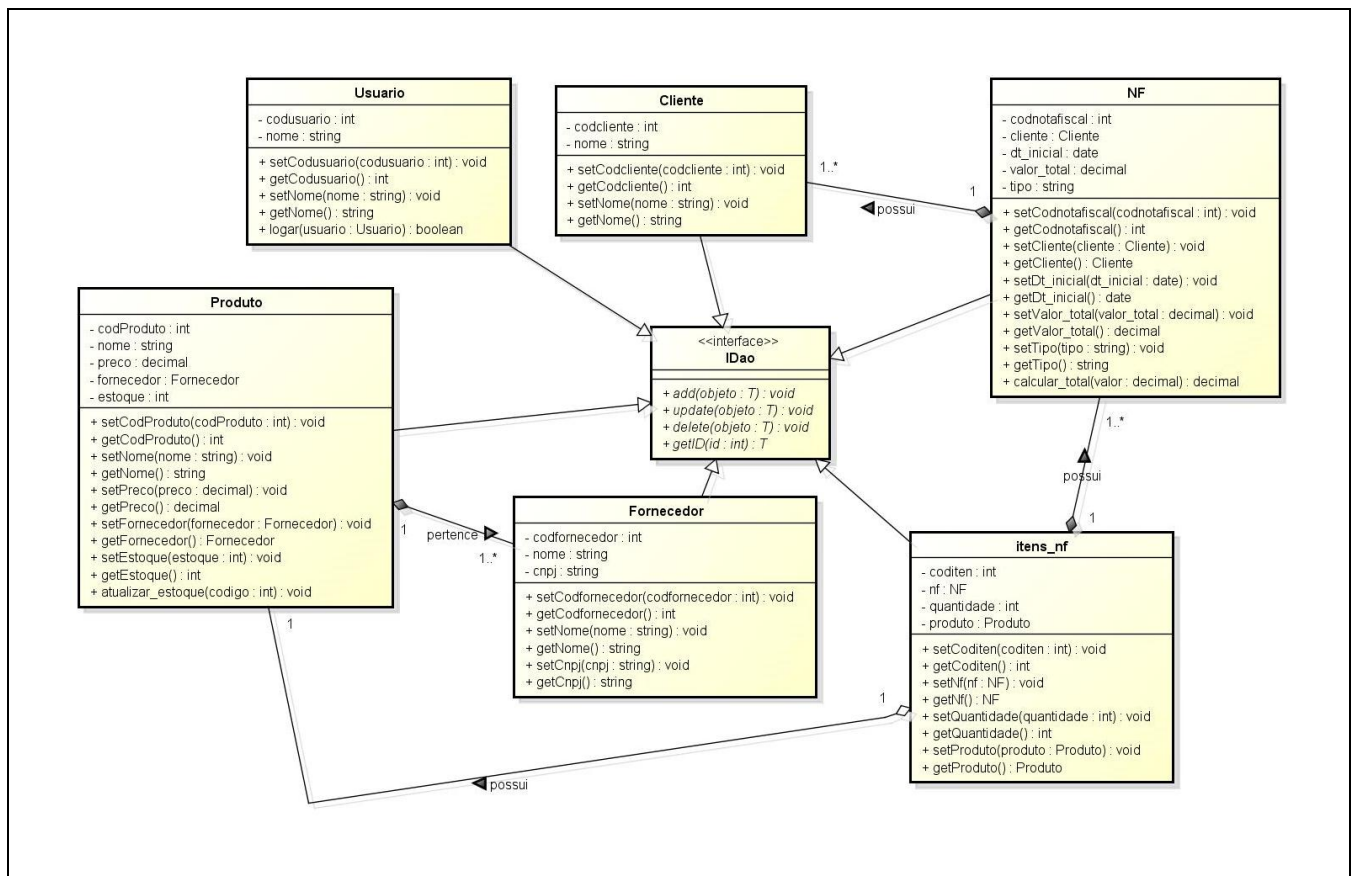 Usuario
- codusuario : int
- nome : string
+ setCodusuario(codusuario : int) : void
+ getCodusuario() : int
+ setNome(nome : string) : void
+ getNome() : string
+ logar(usuario : Usuario) : boolean
Cliente
- codcliente : int
- nome : string
+ setCodcliente(codcliente : int) : void
+ getCodcliente() : int
+ setNome(nome : string) : void
+ getNome() : string
1..*
possui
1
NF
- codnotafiscal : int
- cliente : Cliente
- dt_inicial : date
- valor_total : decimal
- tipo : string
+ setCodnotafiscal(codnotafiscal : int) : void
+ getCodnotafiscal() : int
+ setCliente(cliente : Cliente) : void
+ getCliente() : Cliente
+ setDt_inicial(dt_inicial : date) : void
+ getDt_inicial() : date
+ setValor_total(valor_total : decimal) : void
+ getValor_total() : decimal
+ setTipo(tipo : string) : void
+ getTipo() : string
+ calcular_total(valor : decimal) : decimal
Produto
- codProduto : int
- nome : string
- preco : decimal
- fornecedor : Fornecedor
- estoque : int
+ setCodProduto(codProduto : int) : void
+ getCodProduto() : int
+ setNome(nome : string) : void
+ getNome() : string
+ setPreco(preco : decimal) : void
+ getPreco() : decimal
+ setFornecedor(fornecedor : Fornecedor) : void
+ getFornecedor() : Fornecedor
+ setEstoque(estoque : int) : void
+ getEstoque() : int
+ atualizar_estoque(codigo : int) : void
<<interface>>
IDao
+ add(objeto : T) : void
+ update(objeto : T) : void
+ delete(objeto : T) : void
+ getID(id : int) : T
1
pertence
1..*
Fornecedor
- codfornecedor : int
- nome : string
- cnpj : string
+ setCodfornecedor(codfornecedor : int) : void
+ getCodfornecedor() : int
+ setNome(nome : string) : void
+ getNome() : string
+ setCnpj(cnpj : string) : void
+ getCnpj() : string
1..*
possui
1
itens_nf
- coditen : int
- nf : NF
- quantidade : int
- produto : Produto
+ setCoditen(coditen : int) : void
+ getCoditen() : int
+ setNf(nf : NF) : void
+ getNf() : NF
+ setQuantidade(quantidade : int) : void
+ getQuantidade() : int
+ setProduto(produto : Produto) : void
+ getProduto() : Produto
1
1
possui